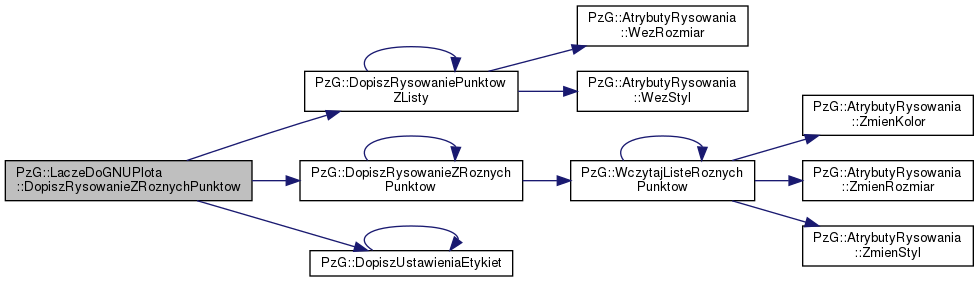 PzG::LaczeDoGNUPlota
::DopiszRysowanieZRoznychPunktow
PzG::DopiszRysowaniePunktow
ZListy
PzG::AtrybutyRysowania
::WezRozmiar
PzG::AtrybutyRysowania
::WezStyl
PzG::DopiszRysowanieZRoznych
Punktow
PzG::WczytajListeRoznych
Punktow
PzG::AtrybutyRysowania
::ZmienKolor
PzG::AtrybutyRysowania
::ZmienRozmiar
PzG::AtrybutyRysowania
::ZmienStyl
PzG::DopiszUstawieniaEtykiet